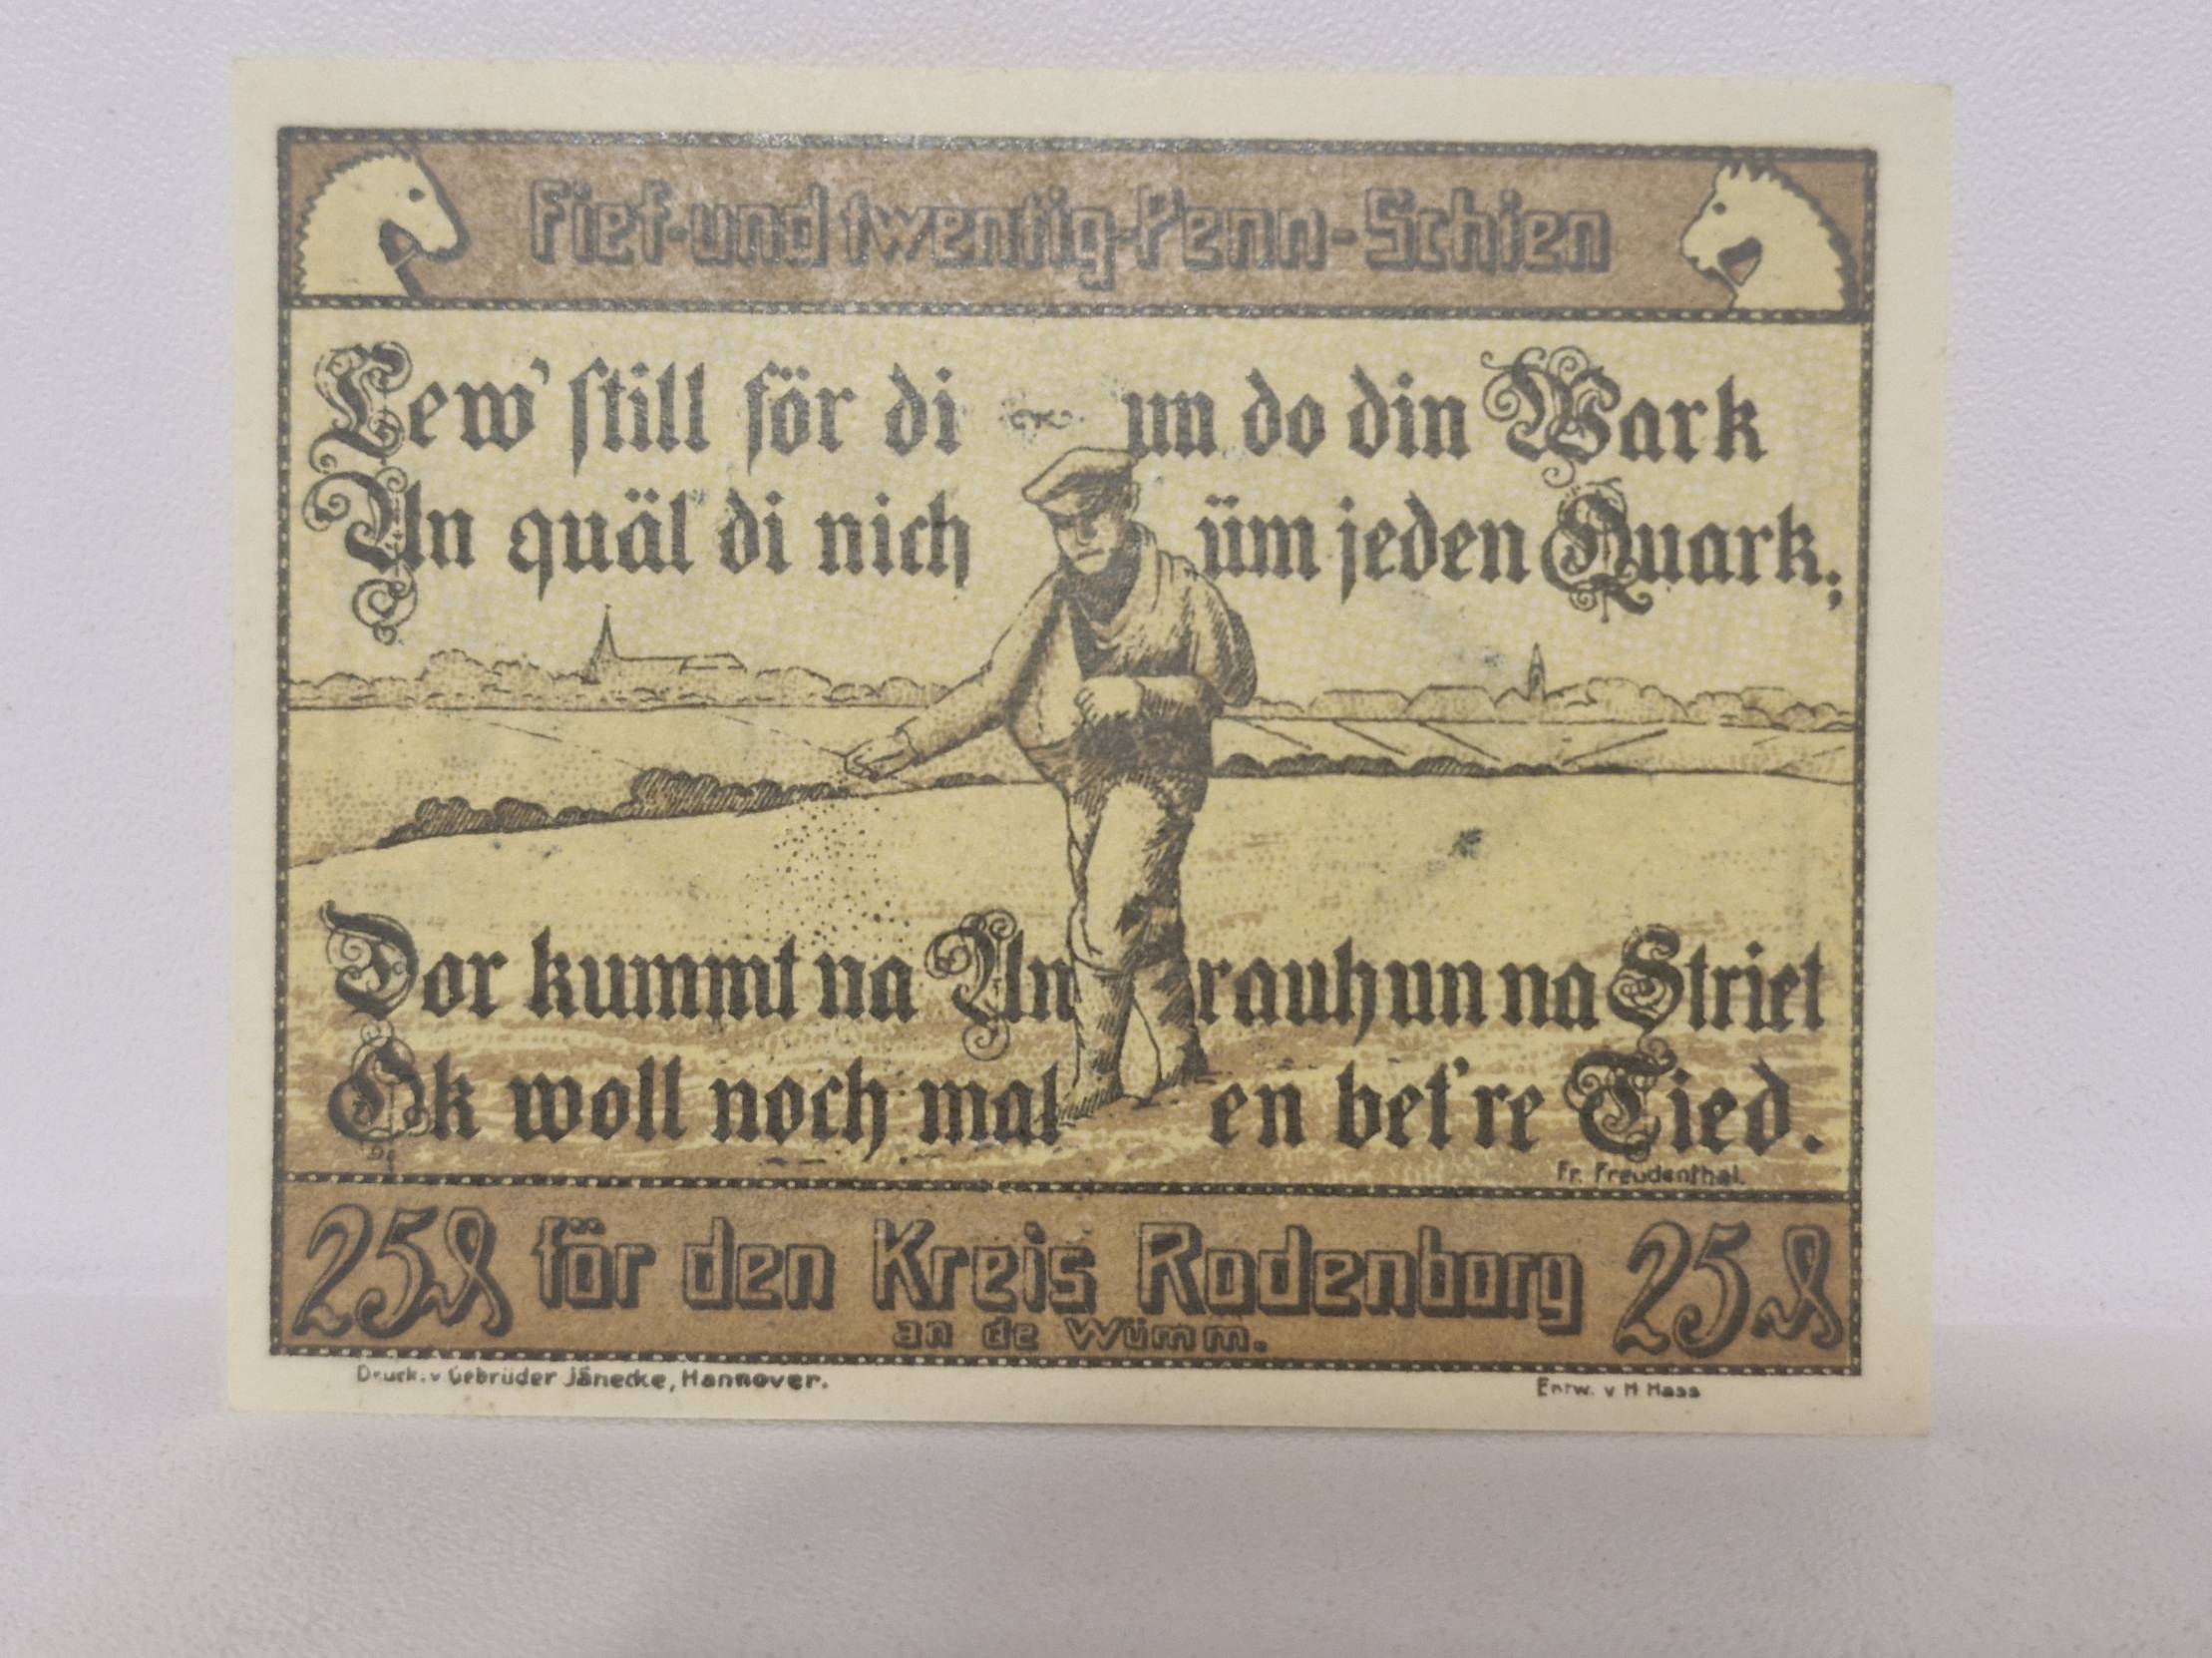 Fief-und twentig-Penn-Schien
Lew' still för di un do din Wark
Un quäl di nich üm jeden Quark;
Dor kummt na Unrauh un na Striet
Ok woll noch mal en bet're Tied.
Fr. Freudenthal.
25₰ för den Kreis Rodenborg 25₰
an de Wümm.
Druck. v Gebrüder Jänecke, Hannover.
Entw. v H Hass